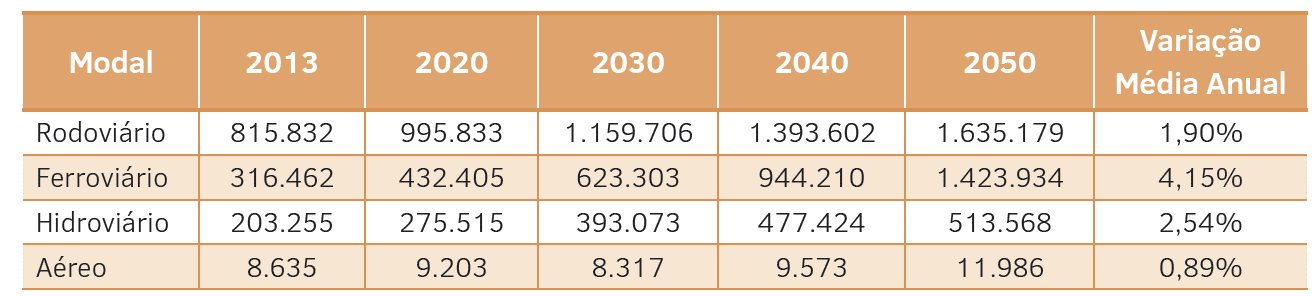 Modal 2013 2020 2030 2040 2050 Variação Média Anual
Rodoviário 815.832 995.833 1.159.706 1.393.602 1.635.179 1,90%
Ferroviário 316.462 432.405 623.303 944.210 1.423.934 4,15%
Hidroviário 203.255 275.515 393.073 477.424 513.568 2,54%
Aéreo 8.635 9.203 8.317 9.573 11.986 0,89%